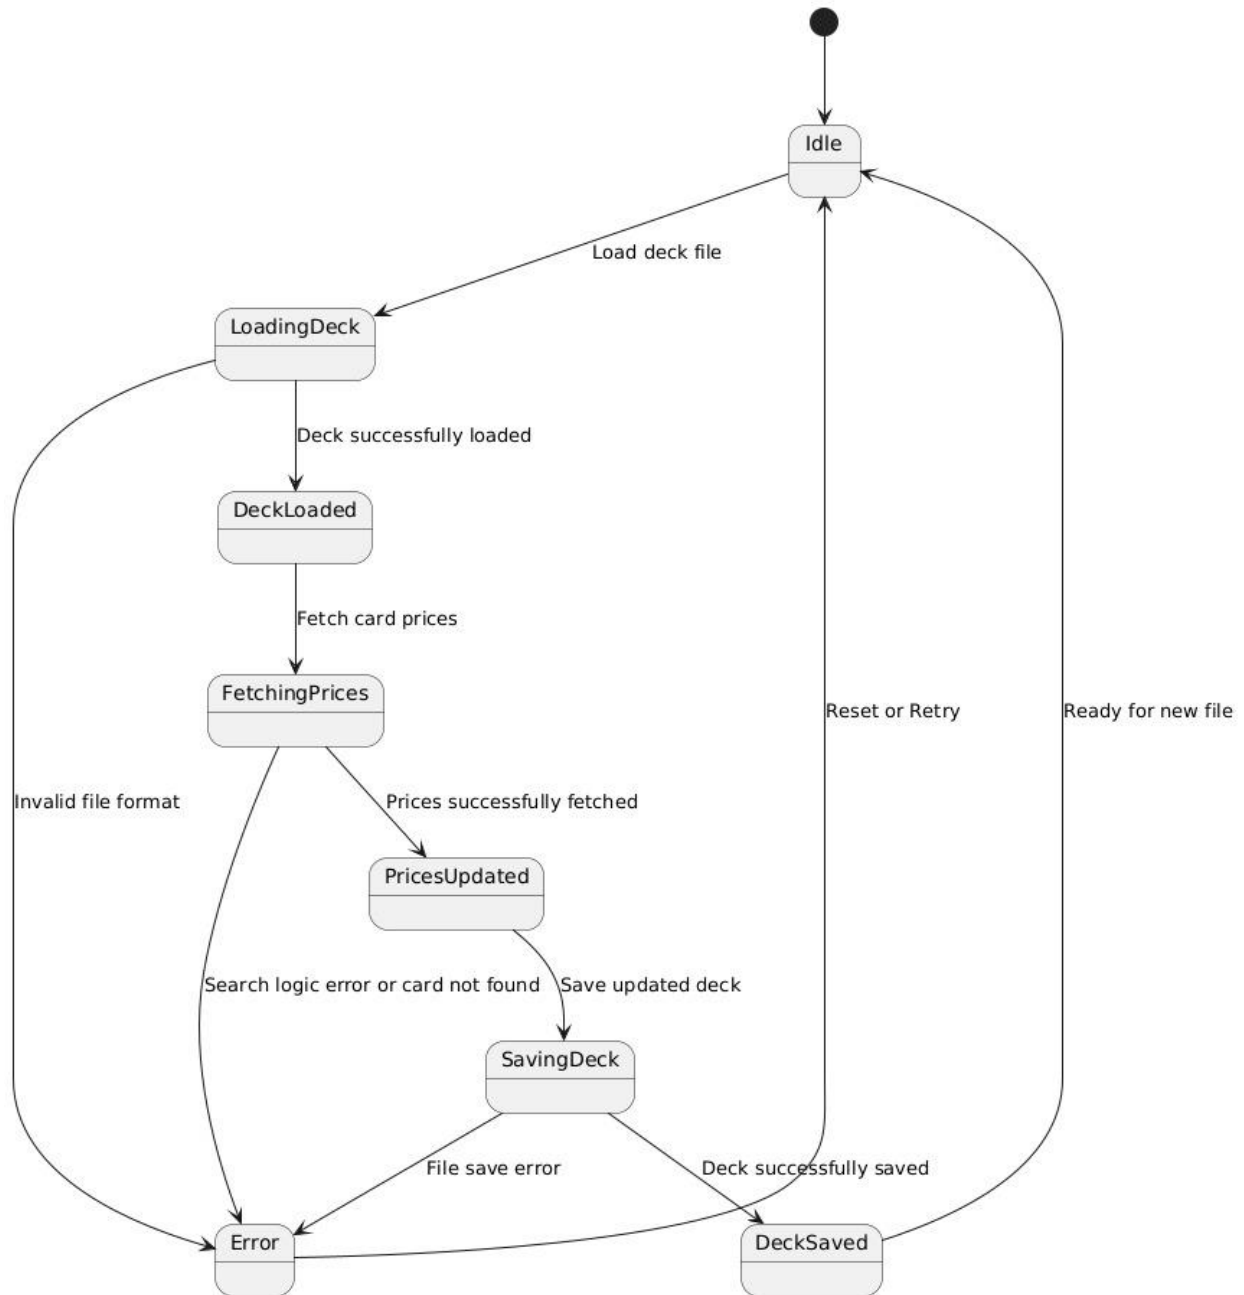 Idle
Load deck file
LoadingDeck
Deck successfully loaded
DeckLoaded
Fetch card prices
FetchingPrices
Reset or Retry
Ready for new file
Invalid file format
Prices successfully fetched
PricesUpdated
Search logic error or card not found
Save updated deck
SavingDeck
File save error
Deck successfully saved
Error
DeckSaved